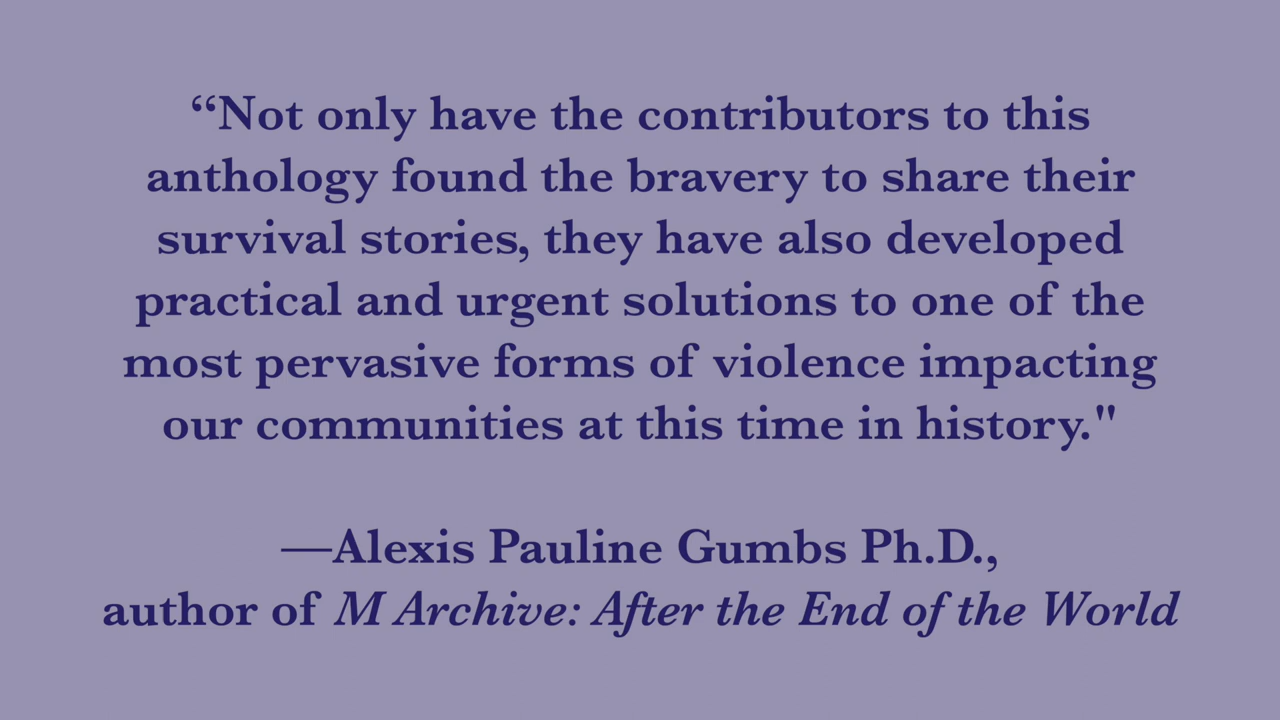 “Not only have the contributors to this
anthology found the bravery to share their
survival stories, they have also developed
practical and urgent solutions to one of the
most pervasive forms of violence impacting
our communities at this time in history."
—Alexis Pauline Gumbs Ph.D.,
author of M Archive: After the End of the World